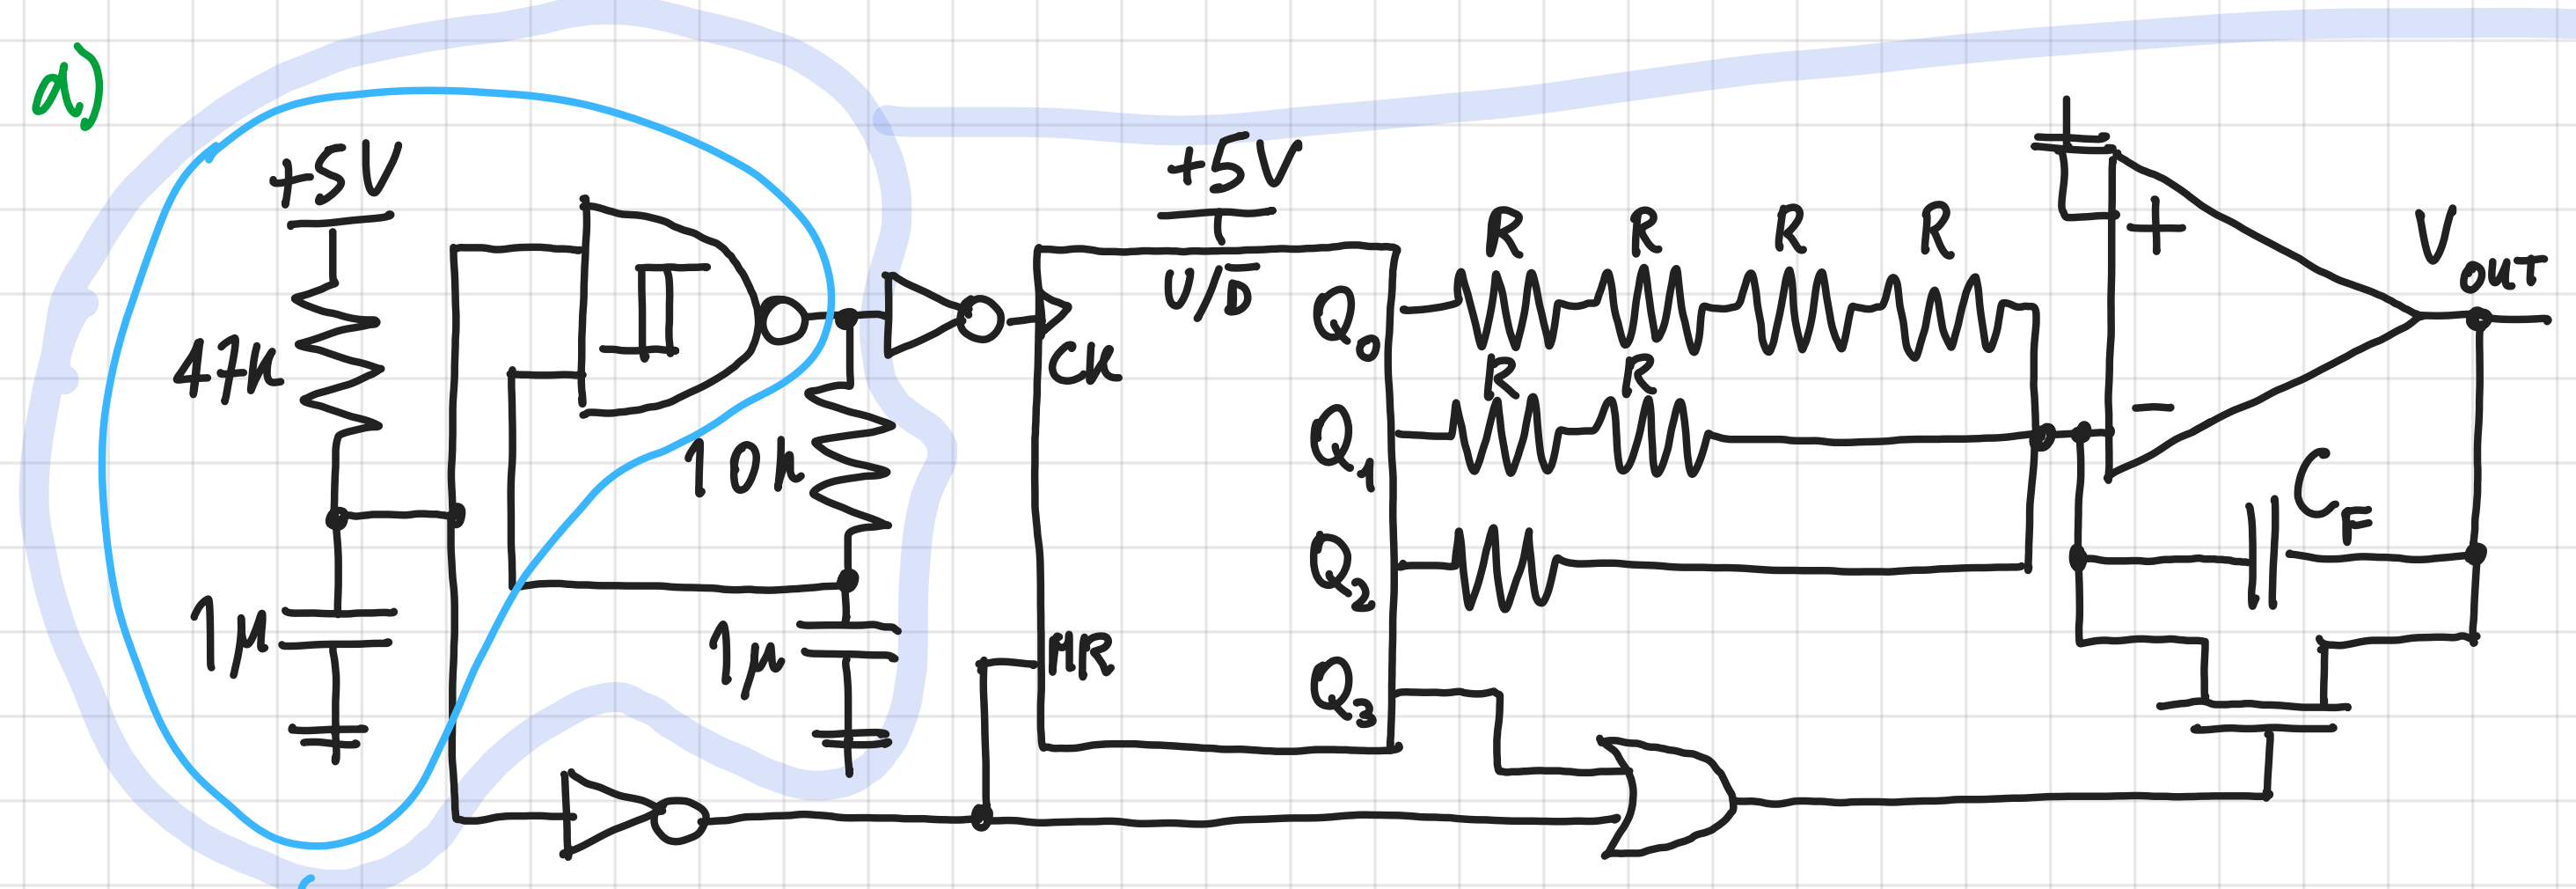 a)
+5V
47K
1μ
10k
1μ
+5V
U/D̅
CK
MR
Q0
Q1
Q2
Q3
R R R R
R R
+
−
CF
VOUT